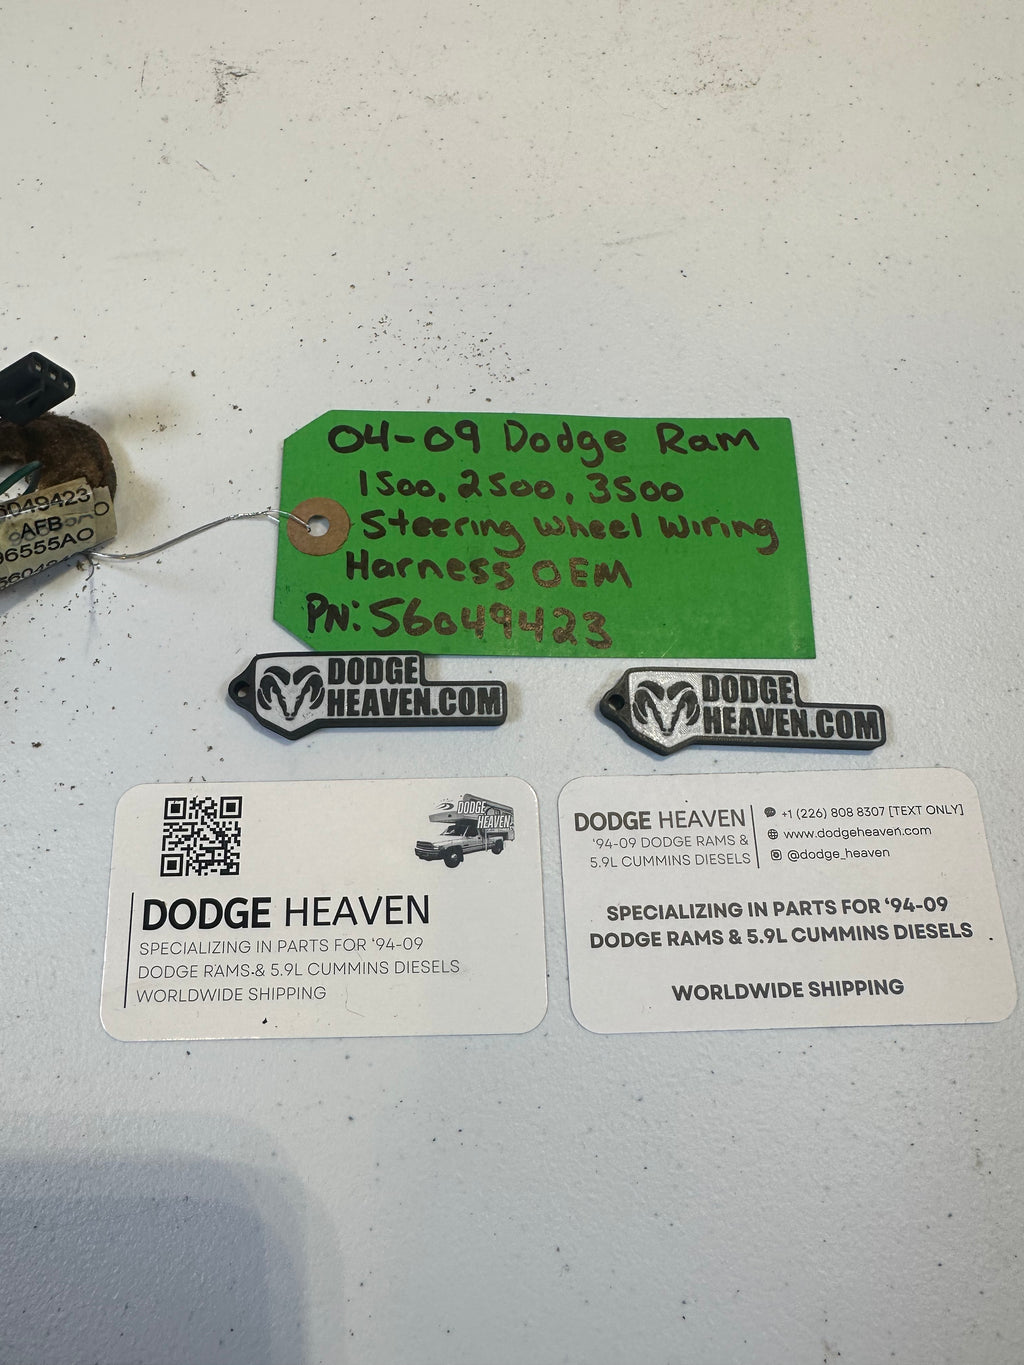 04-09 Dodge Ram
1500, 2500, 3500
Steering Wheel Wiring
Harness OEM
PN: 56049423
049423
AFB
96555AO
DODGE
HEAVEN.COM
DODGE
HEAVEN.COM
DODGE
HEAVEN
DODGE HEAVEN
SPECIALIZING IN PARTS FOR ‘94-09
DODGE RAMS & 5.9L CUMMINS DIESELS
WORLDWIDE SHIPPING
DODGE HEAVEN
‘94-09 DODGE RAMS &
5.9L CUMMINS DIESELS
+1 (226) 808 8307 [TEXT ONLY]
www.dodgeheaven.com
@dodge_heaven
SPECIALIZING IN PARTS FOR ‘94-09
DODGE RAMS & 5.9L CUMMINS DIESELS
WORLDWIDE SHIPPING